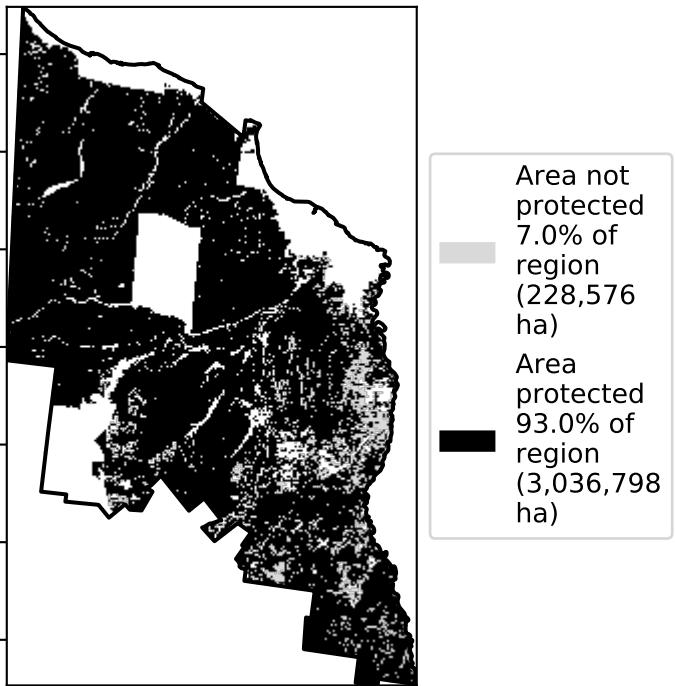 Area not
protected
7.0% of
region
(228,576
ha)
Area
protected
93.0% of
region
(3,036,798
ha)